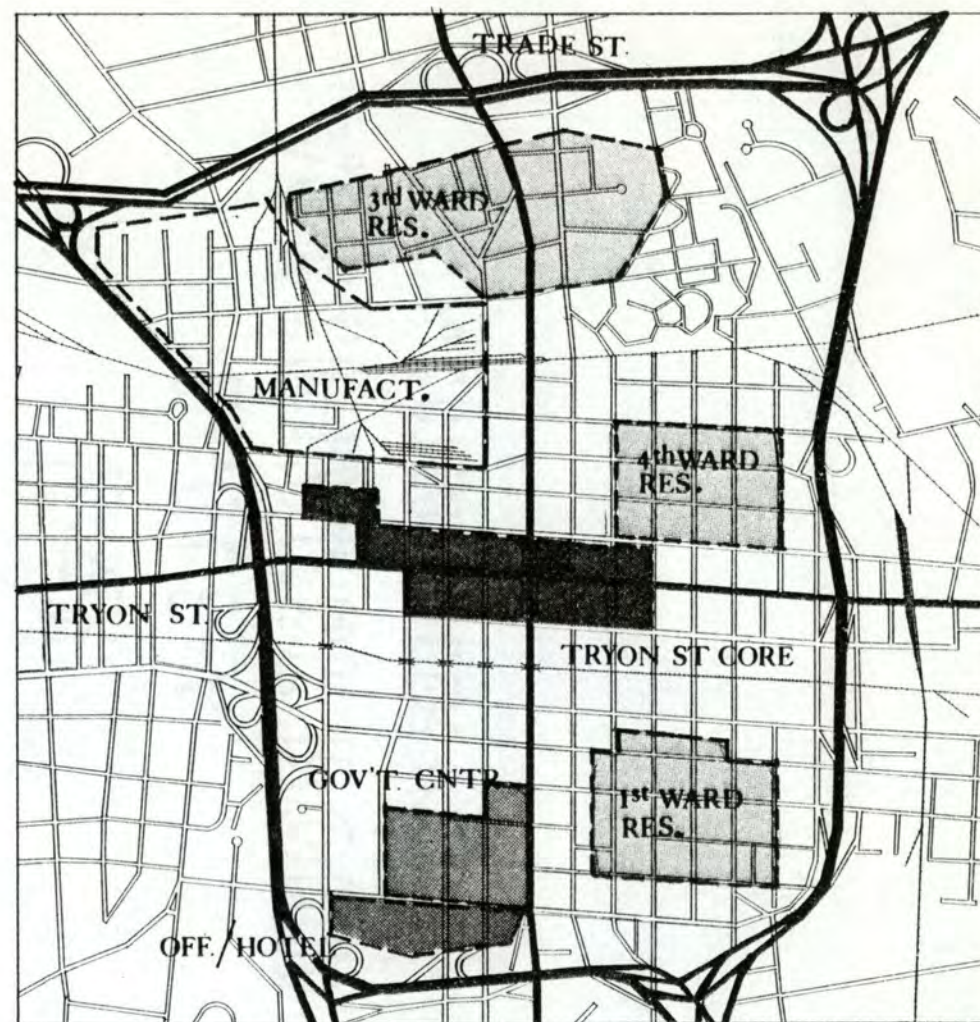 TRADE ST.
3rd WARD
RES.
MANUFACT.
4th WARD
RES.
TRYON ST.
TRYON ST CORE
GOV'T. CNTR.
1st WARD
RES.
OFF./HOTEL